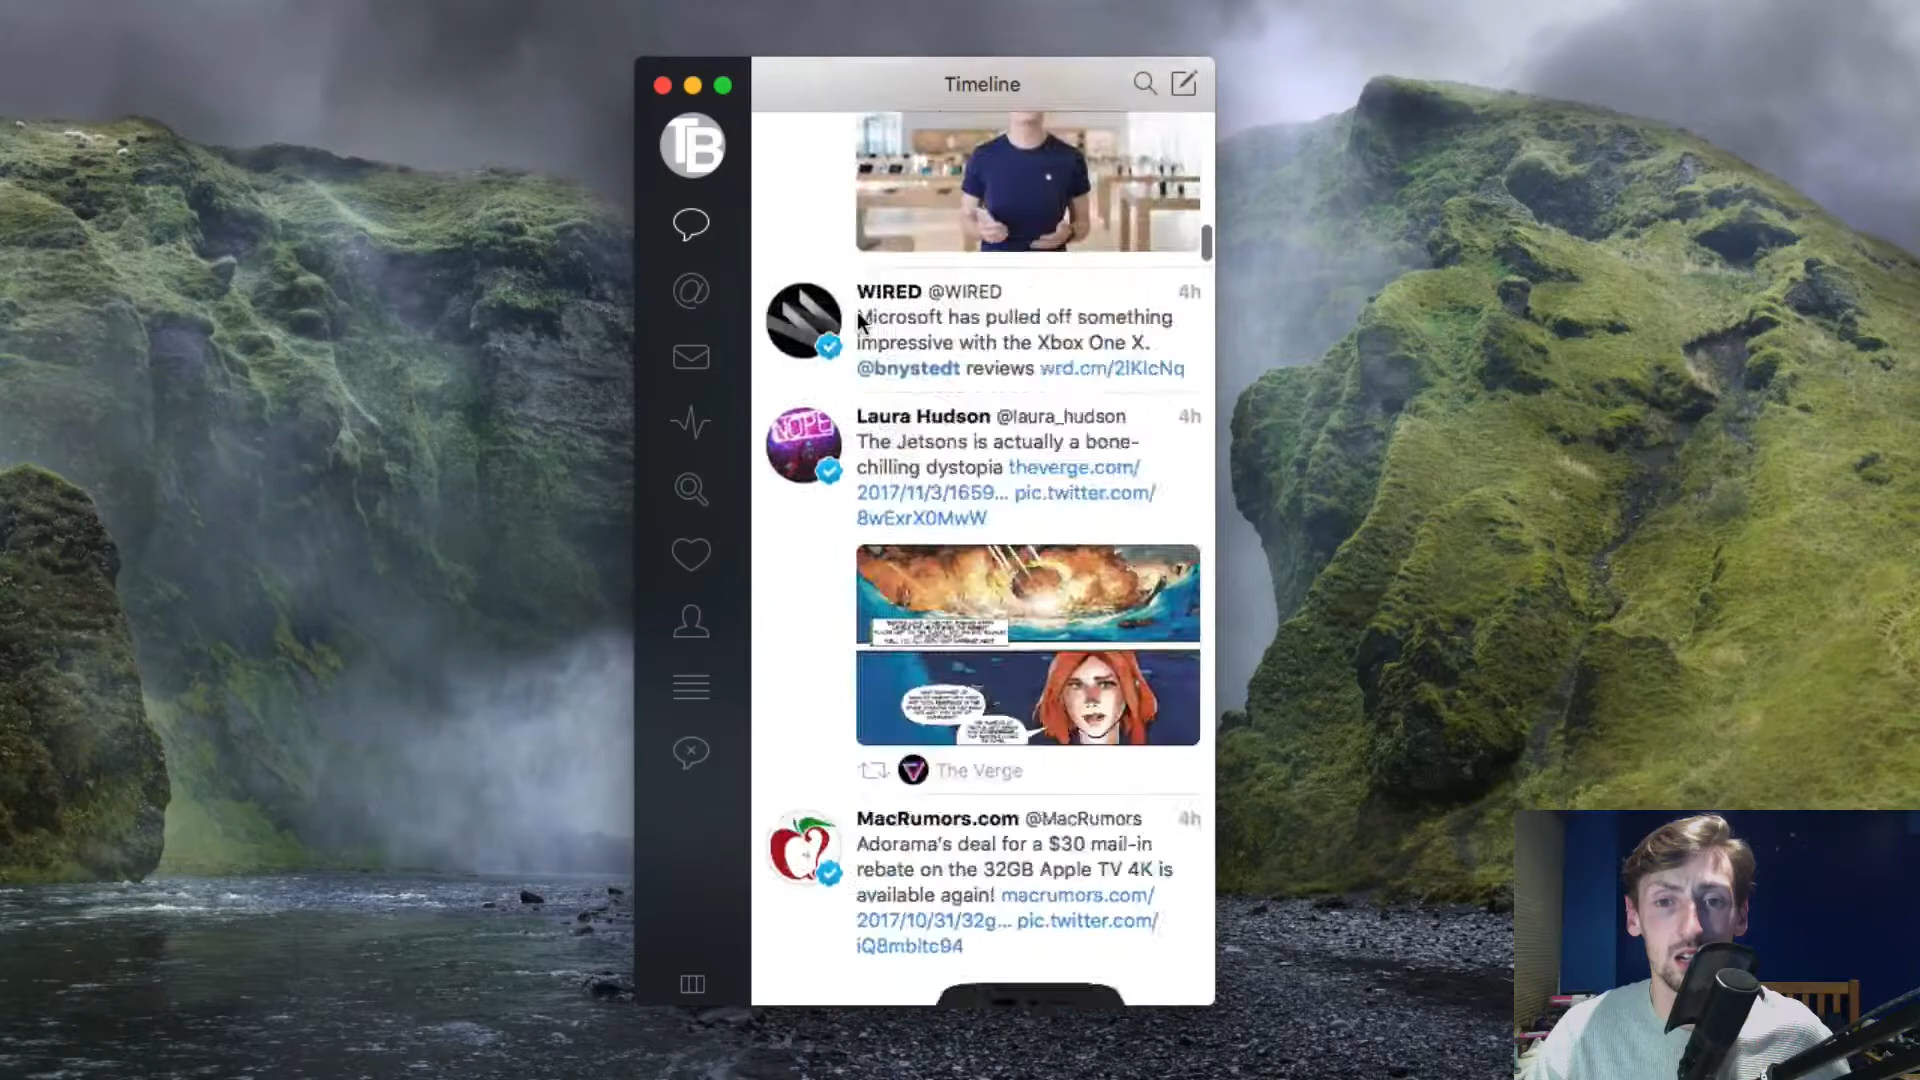 Timeline
TB
WIRED @WIRED 4h
Microsoft has pulled off something
impressive with the Xbox One X.
@bnystedt reviews wrd.cm/2lKlcNq
NOPE
Laura Hudson @laura_hudson 4h
The Jetsons is actually a bone-
chilling dystopia theverge.com/
2017/11/3/1659... pic.twitter.com/
8wExrX0MwW
The Verge
MacRumors.com @MacRumors 4h
Adorama's deal for a $30 mail-in
rebate on the 32GB Apple TV 4K is
available again! macrumors.com/
2017/10/31/32g... pic.twitter.com/
iQ8mbltc94